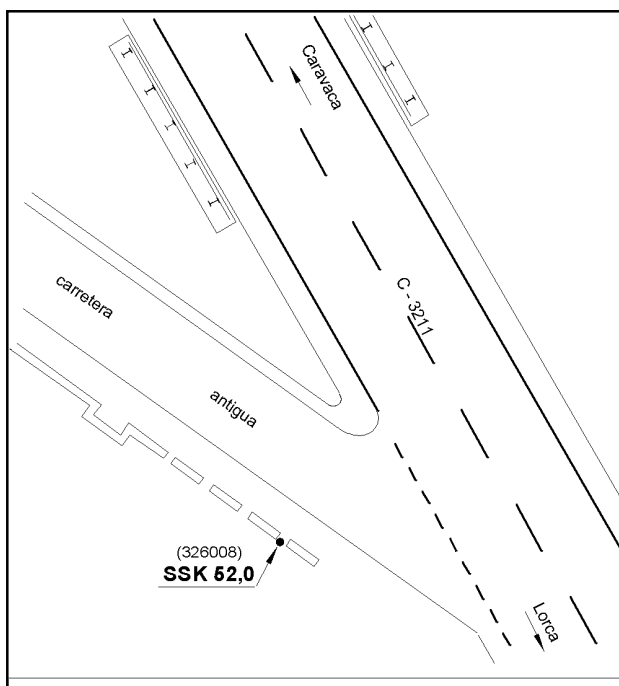 Caravaca
C - 3211
carretera
antigua
(326008)
SSK 52,0
Lorca